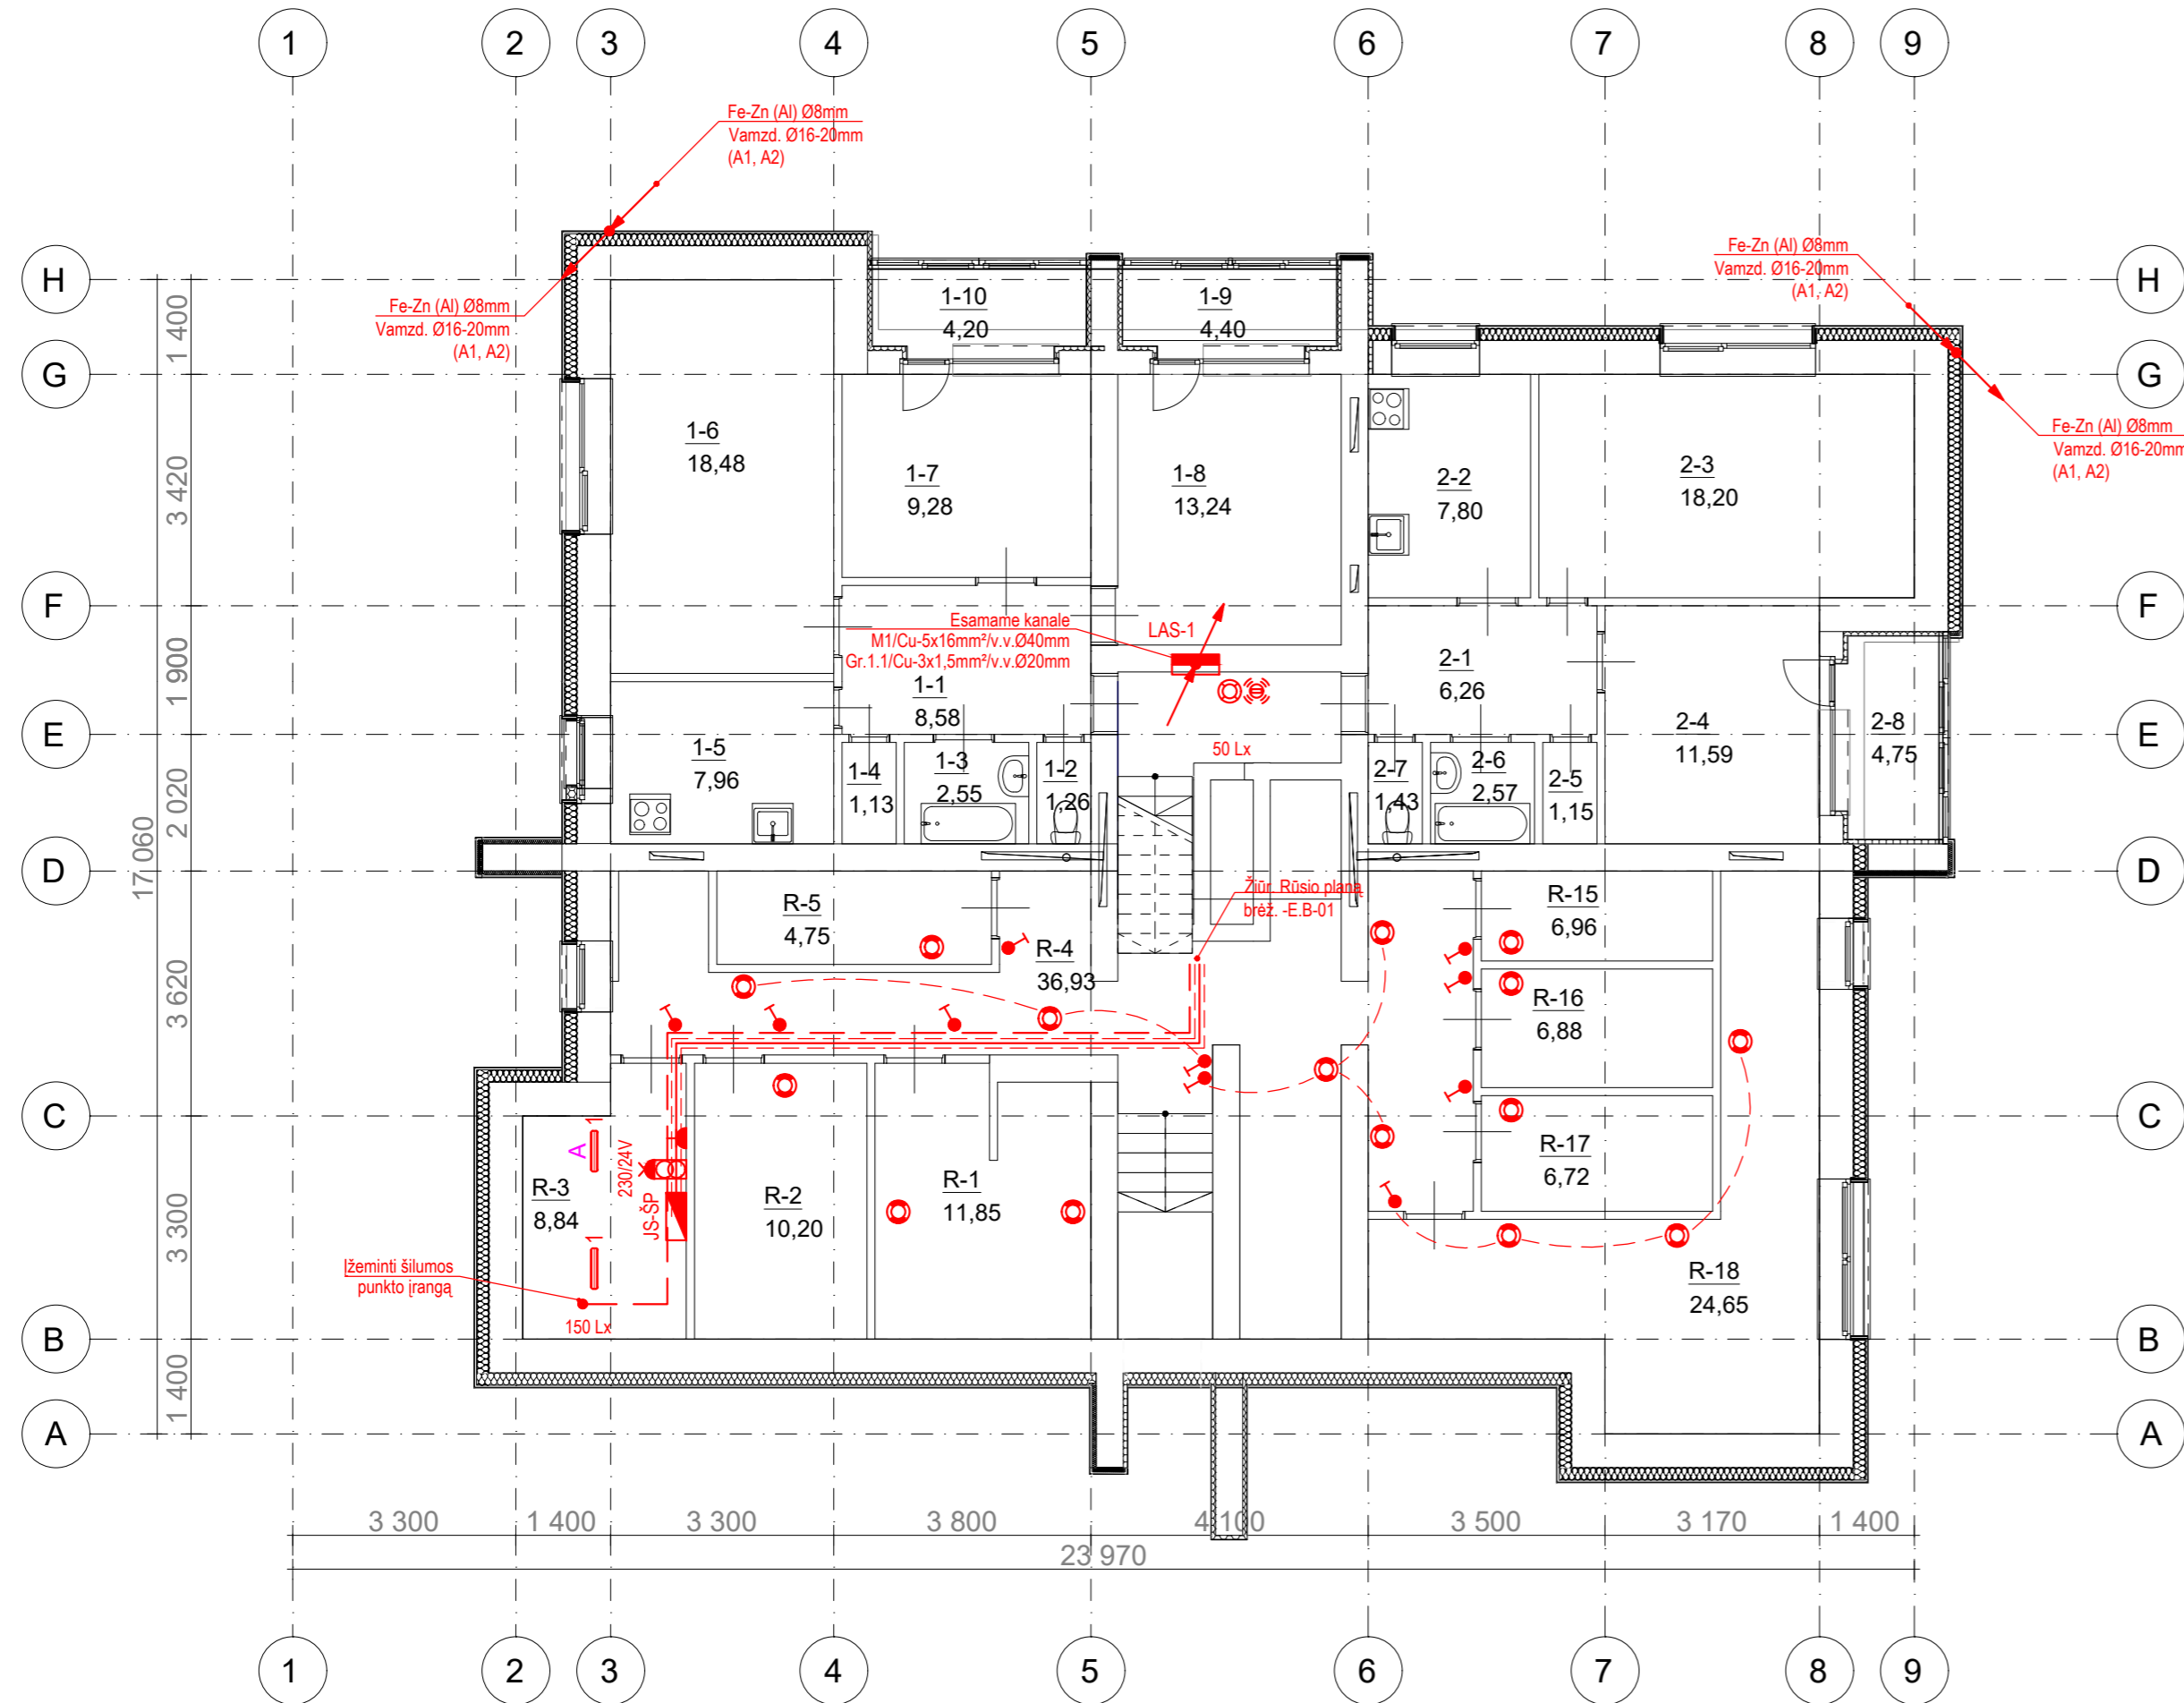 1 2 3 4 5 6 7 8 9
Fe-Zn (Al) Ø8mm
Vamzd. Ø16-20mm
(A1, A2)
Fe-Zn (Al) Ø8mm
Vamzd. Ø16-20mm
(A1, A2)
H
H
Fe-Zn (Al) Ø8mm
Vamzd. Ø16-20mm
(A1, A2)
1-10
4,20
1-9
4,40
1 400
G
G
Fe-Zn (Al) Ø8mm
Vamzd. Ø16-20mm
(A1, A2)
1-6
18,48
1-7
9,28
1-8
13,24
2-2
7,80
2-3
18,20
3 420
F
F
Esamame kanale
M1/Cu-5x16mm²/v.v.Ø40mm
Gr.1.1/Cu-3x1,5mm²/v.v.Ø20mm
LAS-1
1 900
1-1
8,58
2-1
6,26
E
E
50 Lx
1-5
7,96
1-4
1,13
1-3
2,55
1-2
1,26
2-7
1,43
2-6
2,57
2-5
1,15
2-4
11,59
2-8
4,75
2 020
17 060
D
D
Žiūr. Rūsio planą
brėž. -E.B-01
R-5
4,75
R-4
36,93
R-15
6,96
R-16
6,88
3 620
C
C
A
1
230/24V
R-3
8,84
1
JS-ŠP
R-2
10,20
R-1
11,85
R-17
6,72
R-18
24,65
3 300
Įžeminti šilumos
punkto įrangą
150 Lx
B
B
1 400
A
A
3 300 1 400 3 300 3 800 4 100 3 500 3 170 1 400
23 970
1 2 3 4 5 6 7 8 9